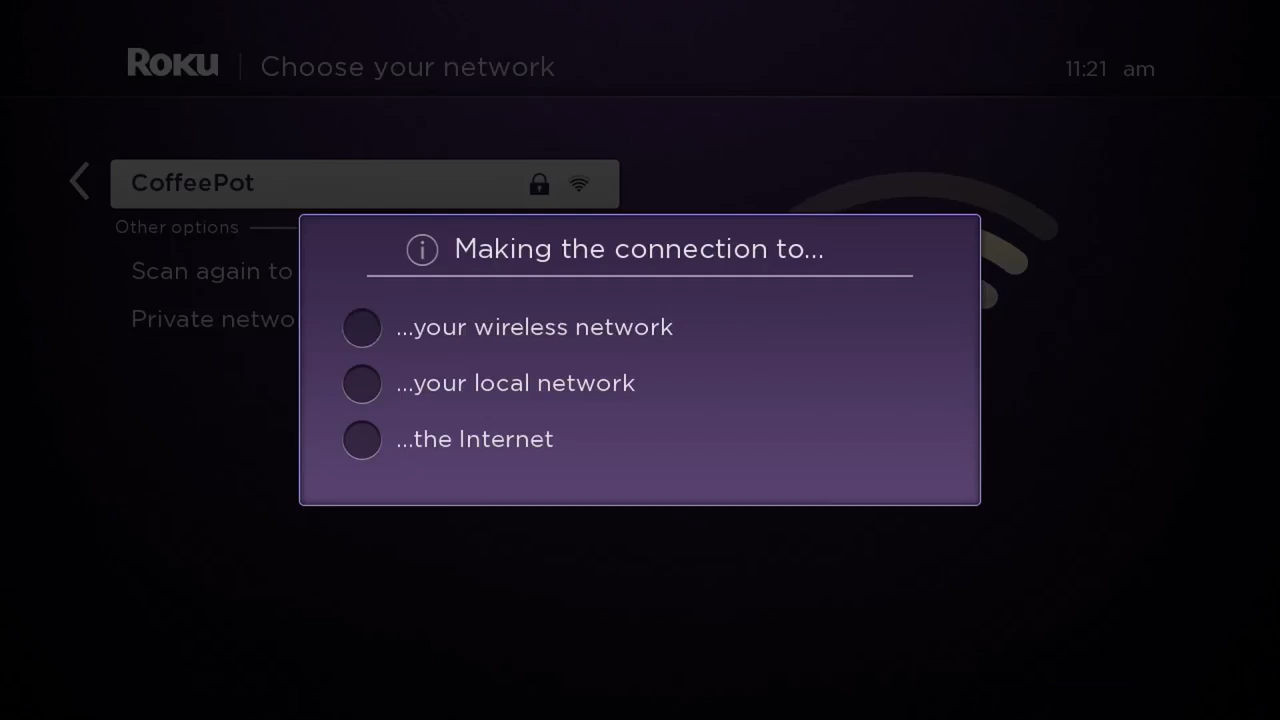 Roku | Choose your network
11:21 am
CoffeePot
Other options
Scan again to
Private netwo
Making the connection to...
...your wireless network
...your local network
...the Internet